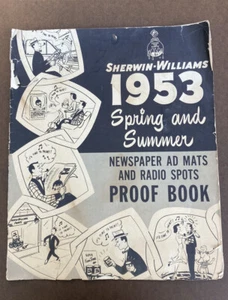 SHERWIN-WILLIAMS
1953
Spring and
Summer
NEWSPAPER AD MATS
AND RADIO SPOTS
PROOF BOOK